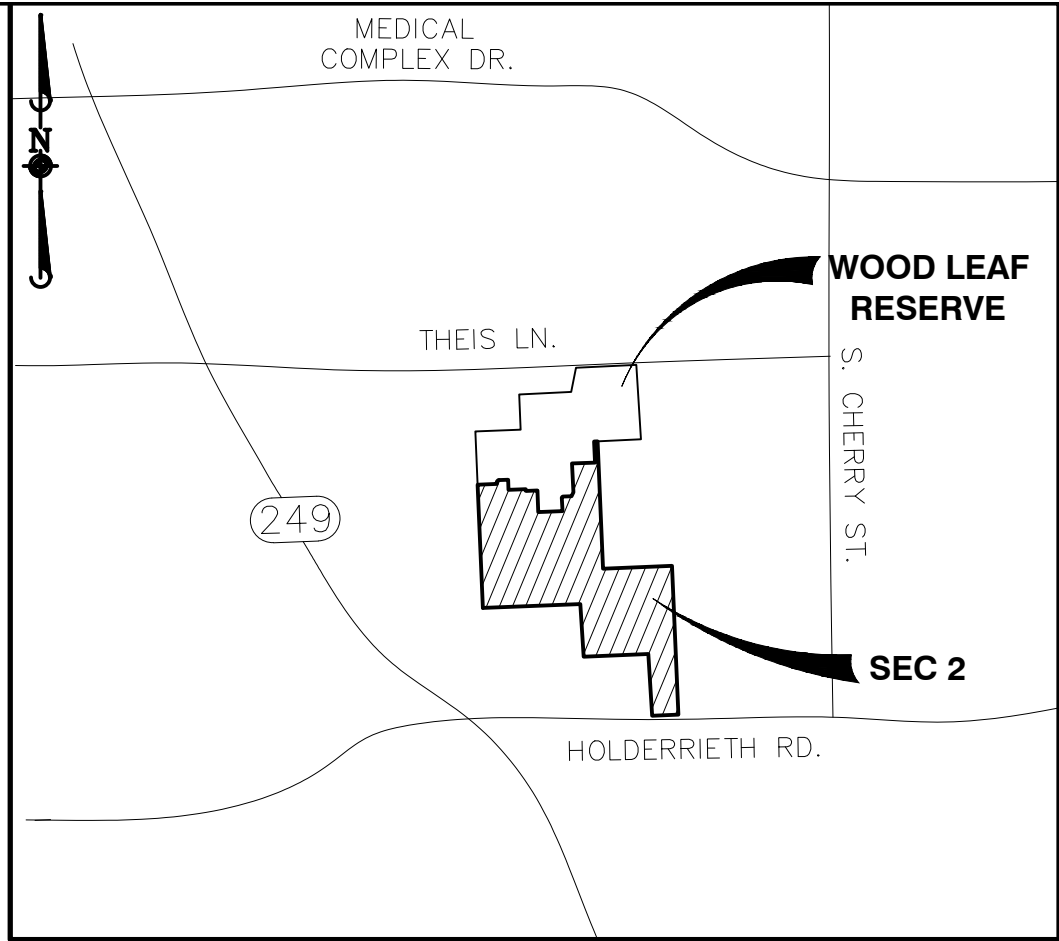 MEDICAL
COMPLEX DR.
N
WOOD LEAF
RESERVE
THEIS LN.
S. CHERRY ST.
249
SEC 2
HOLDERRIETH RD.